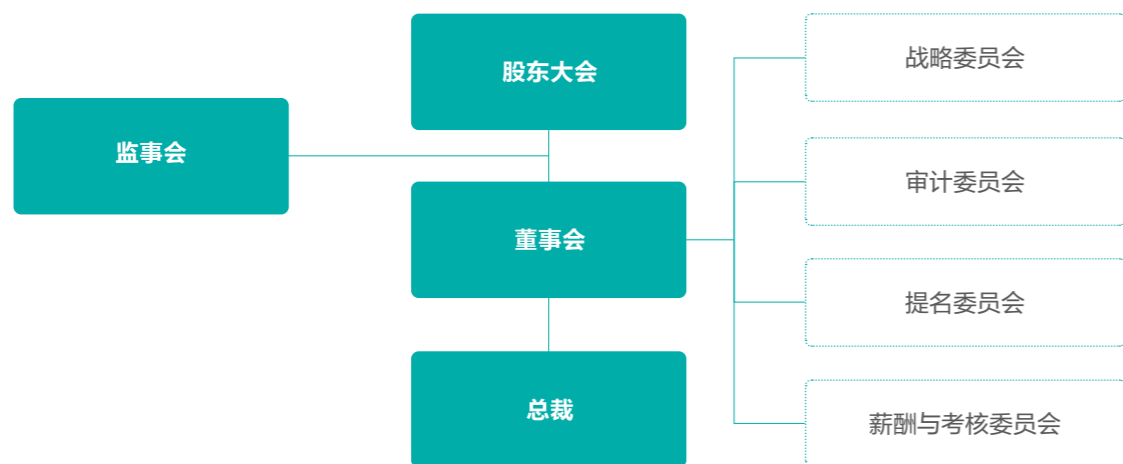 股东大会
监事会
董事会
总裁
战略委员会
审计委员会
提名委员会
薪酬与考核委员会